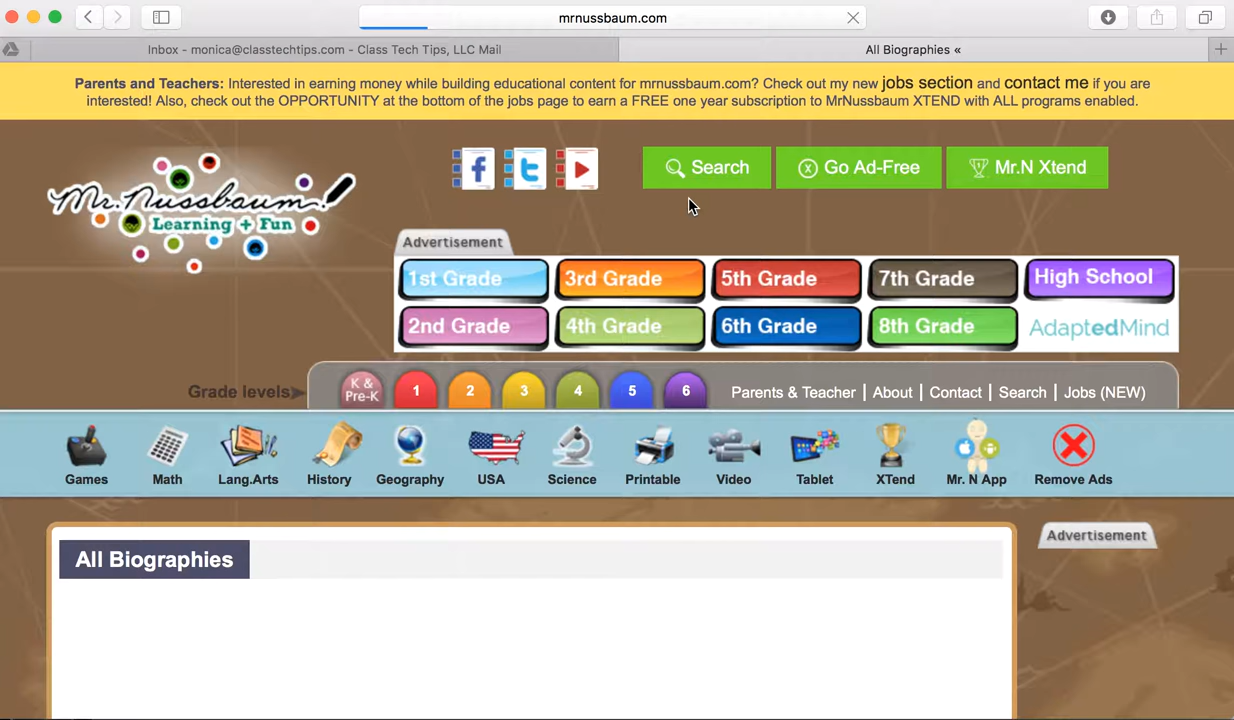 mrnussbaum.com
Inbox - monica@classtechtips.com - Class Tech Tips, LLC Mail
All Biographies «
Parents and Teachers: Interested in earning money while building educational content for mrnussbaum.com? Check out my new jobs section and contact me if you are
interested! Also, check out the OPPORTUNITY at the bottom of the jobs page to earn a FREE one year subscription to MrNussbaum XTEND with ALL programs enabled.
Mr.Nussbaum!
Learning + Fun
f t Search Go Ad-Free Mr.N Xtend
Advertisement
1st Grade 3rd Grade 5th Grade 7th Grade High School
2nd Grade 4th Grade 6th Grade 8th Grade AdaptedMind
Grade levels K & Pre-K 1 2 3 4 5 6 Parents & Teacher | About | Contact | Search | Jobs (NEW)
Games Math Lang.Arts History Geography USA Science Printable Video Tablet XTend Mr. N App Remove Ads
All Biographies
Advertisement